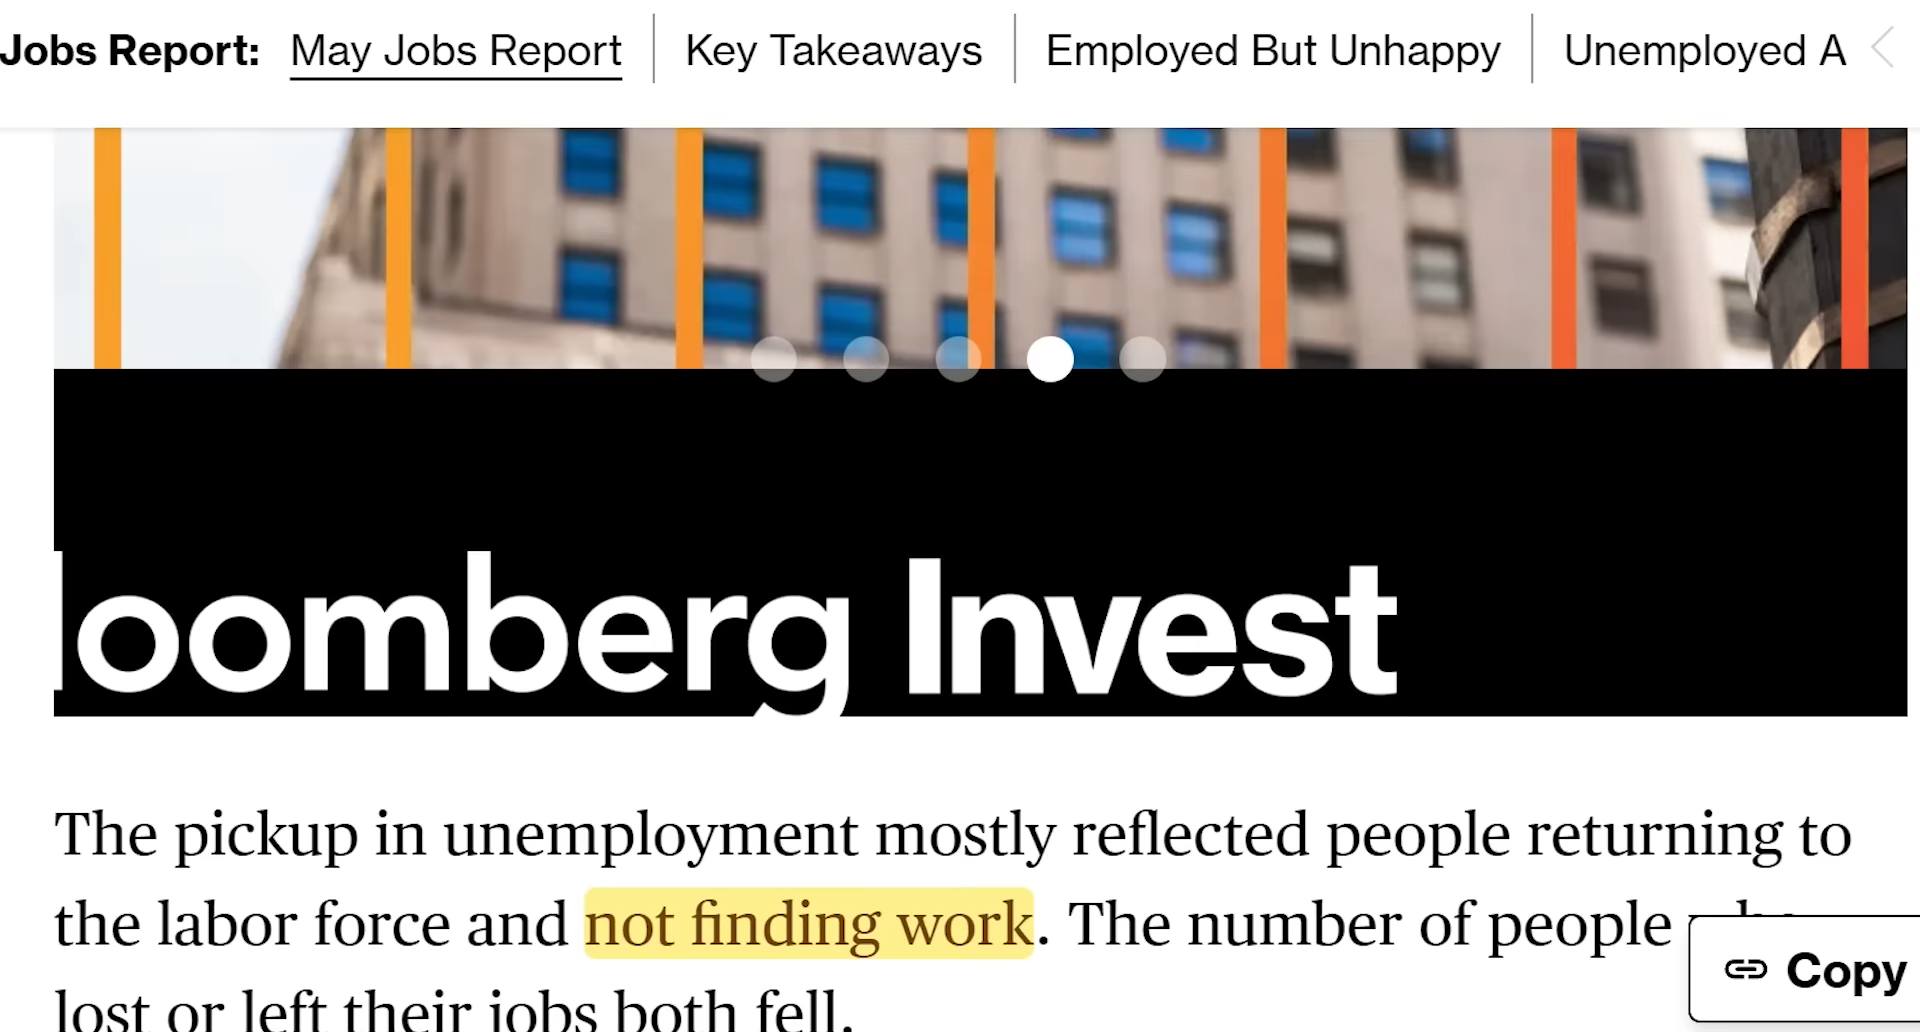 Jobs Report: May Jobs Report Key Takeaways Employed But Unhappy Unemployed A
loomberg Invest
The pickup in unemployment mostly reflected people returning to
the labor force and not finding work. The number of people
Copy
lost or left their jobs both fell.